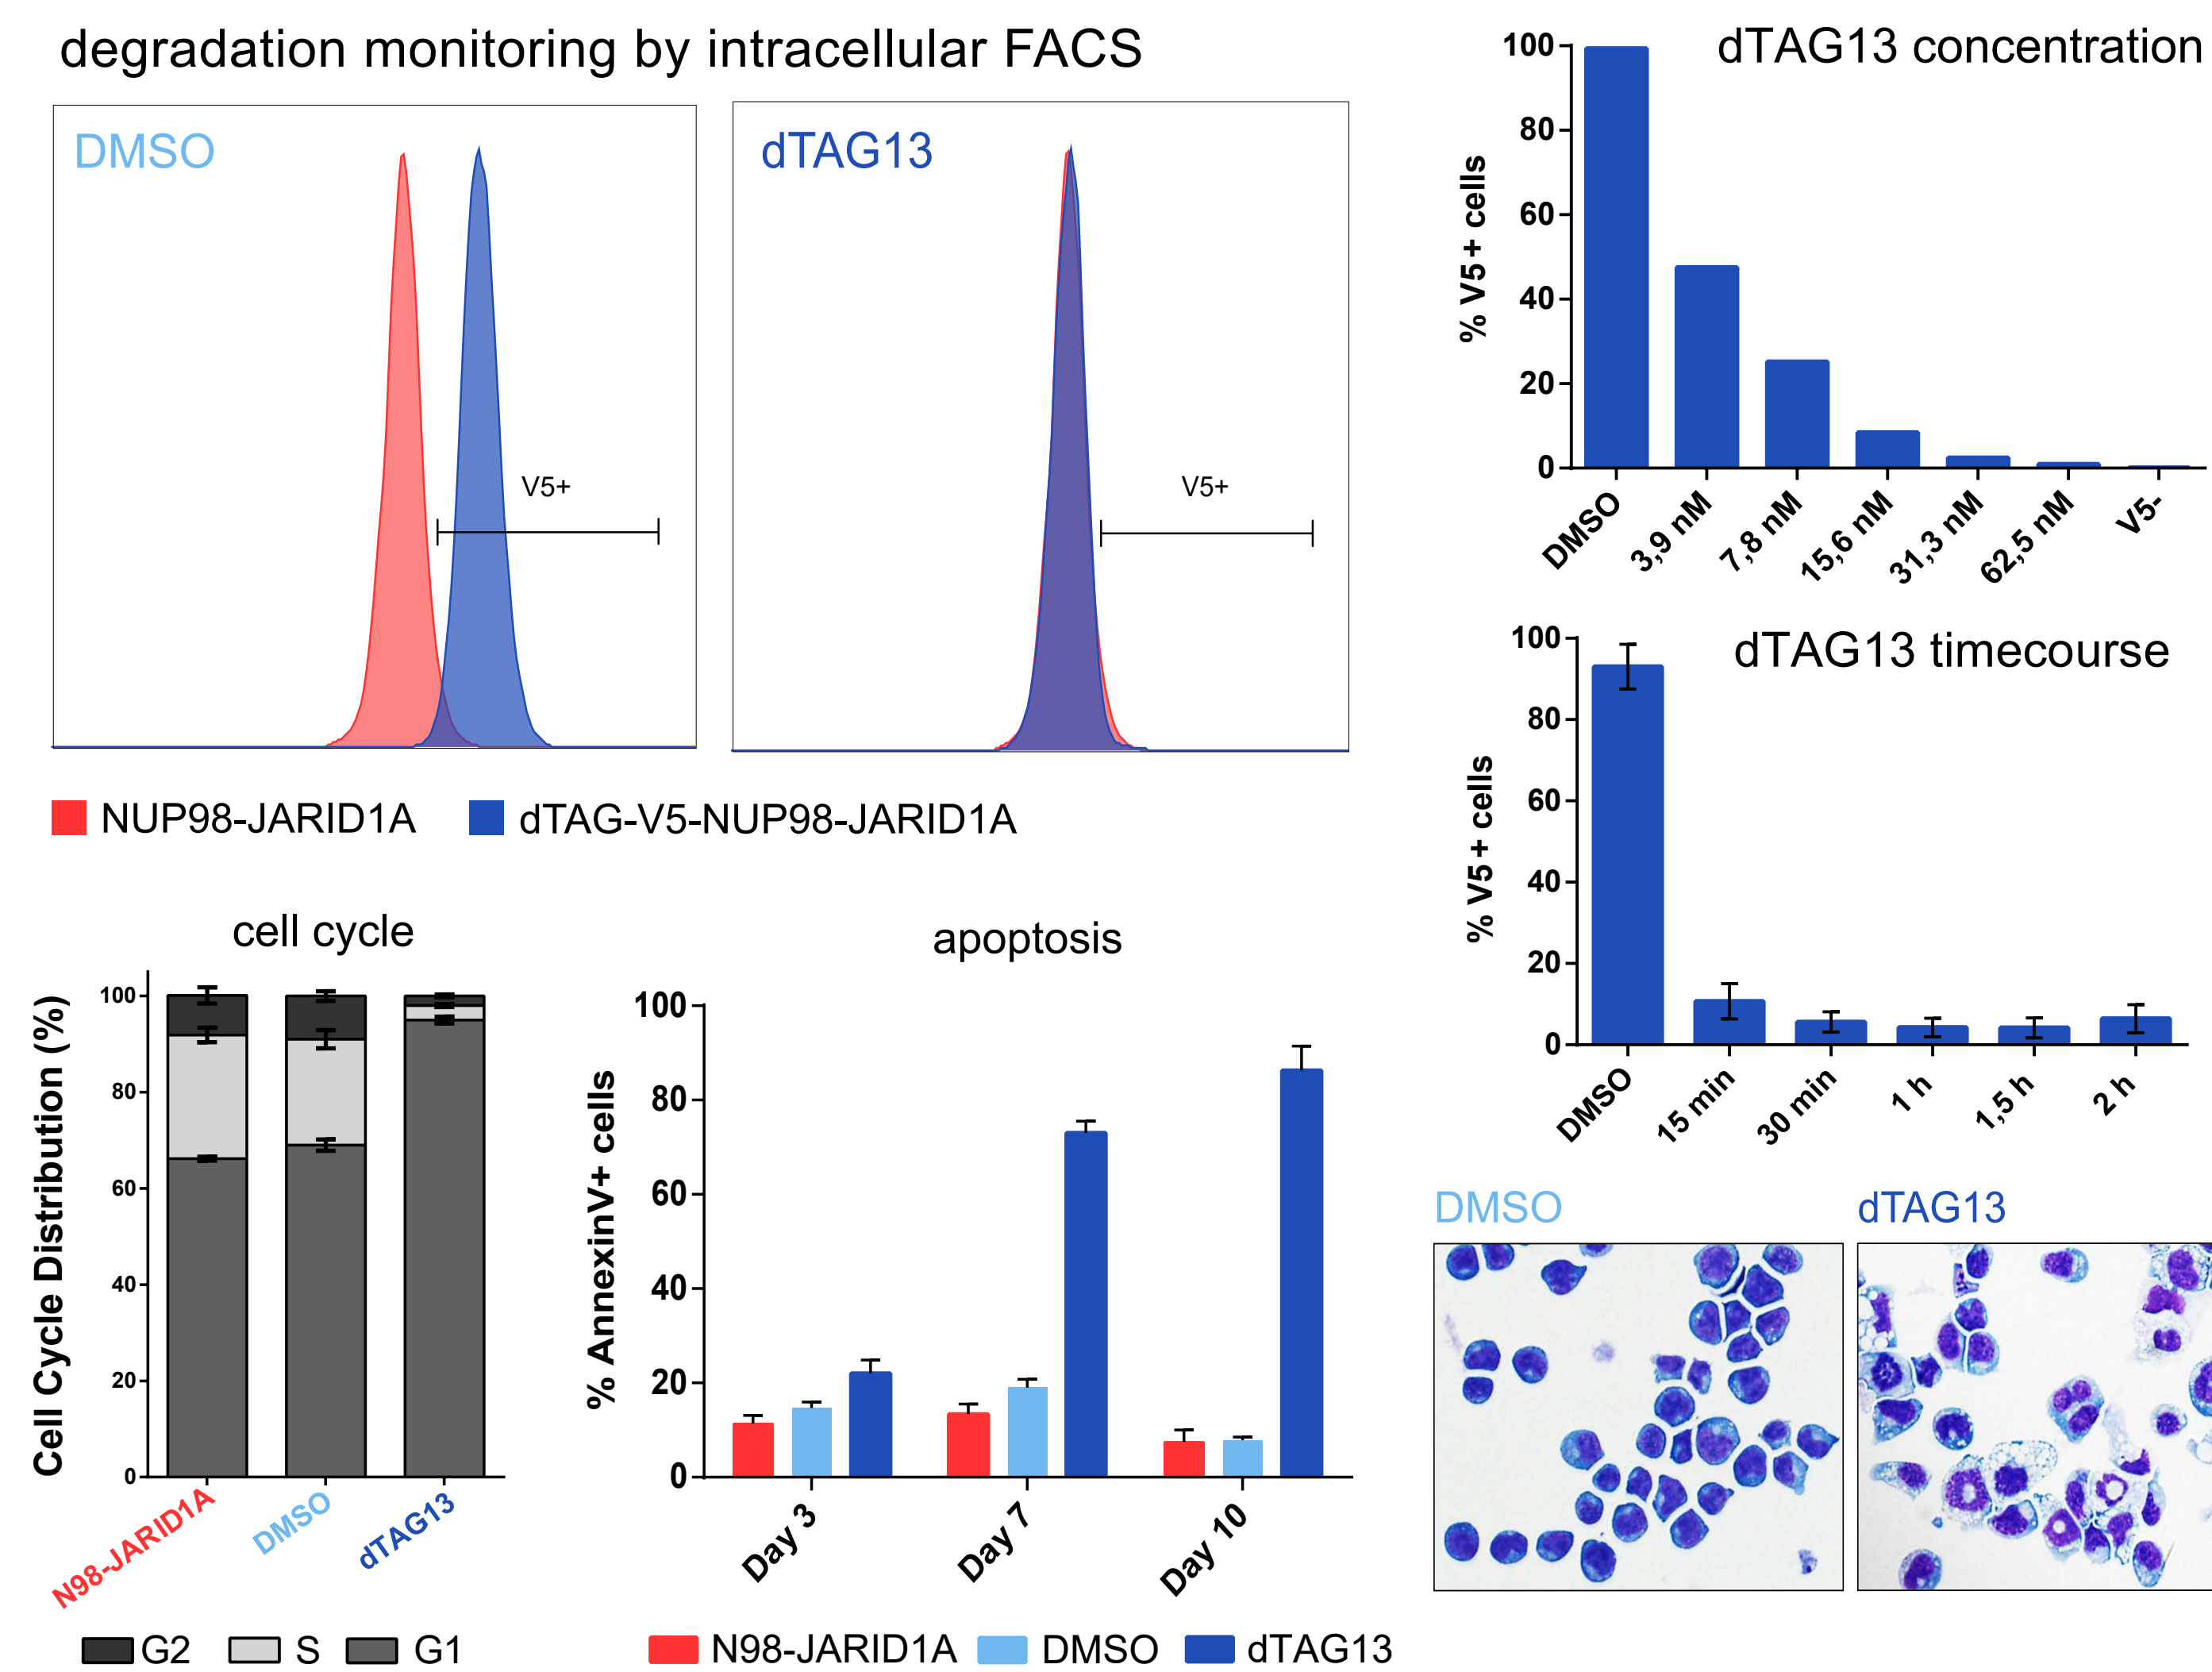 degradation monitoring by intracellular FACS
DMSO
V5+
dTAG13
V5+
NUP98-JARID1A
dTAG-V5-NUP98-JARID1A
dTAG13 concentration
% V5+ cells
100
80
60
40
20
0
DMSO
3,9 nM
7,8 nM
15,6 nM
31,3 nM
62,5 nM
V5-
dTAG13 timecourse
% V5+ cells
100
80
60
40
20
0
DMSO
15 min
30 min
1 h
1,5 h
2 h
cell cycle
Cell Cycle Distribution (%)
100
80
60
40
20
0
N98-JARID1A
DMSO
dTAG13
G2
S
G1
apoptosis
% AnnexinV+ cells
100
80
60
40
20
0
Day 3
Day 7
Day 10
N98-JARID1A
DMSO
dTAG13
DMSO
dTAG13